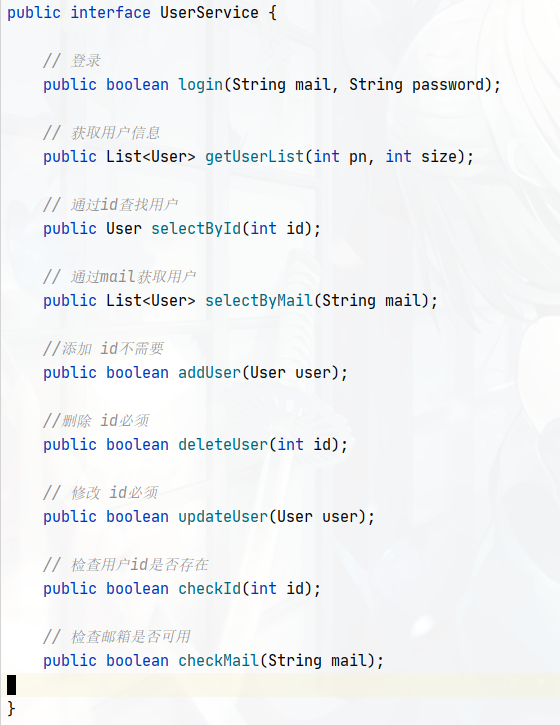 public interface UserService {
// 登录
public boolean login(String mail, String password);
// 获取用户信息
public List<User> getUserList(int pn, int size);
// 通过id查找用户
public User selectById(int id);
// 通过mail获取用户
public List<User> selectByMail(String mail);
//添加 id不需要
public boolean addUser(User user);
//删除 id必须
public boolean deleteUser(int id);
// 修改 id必须
public boolean updateUser(User user);
// 检查用户id是否存在
public boolean checkId(int id);
// 检查邮箱是否可用
public boolean checkMail(String mail);
}